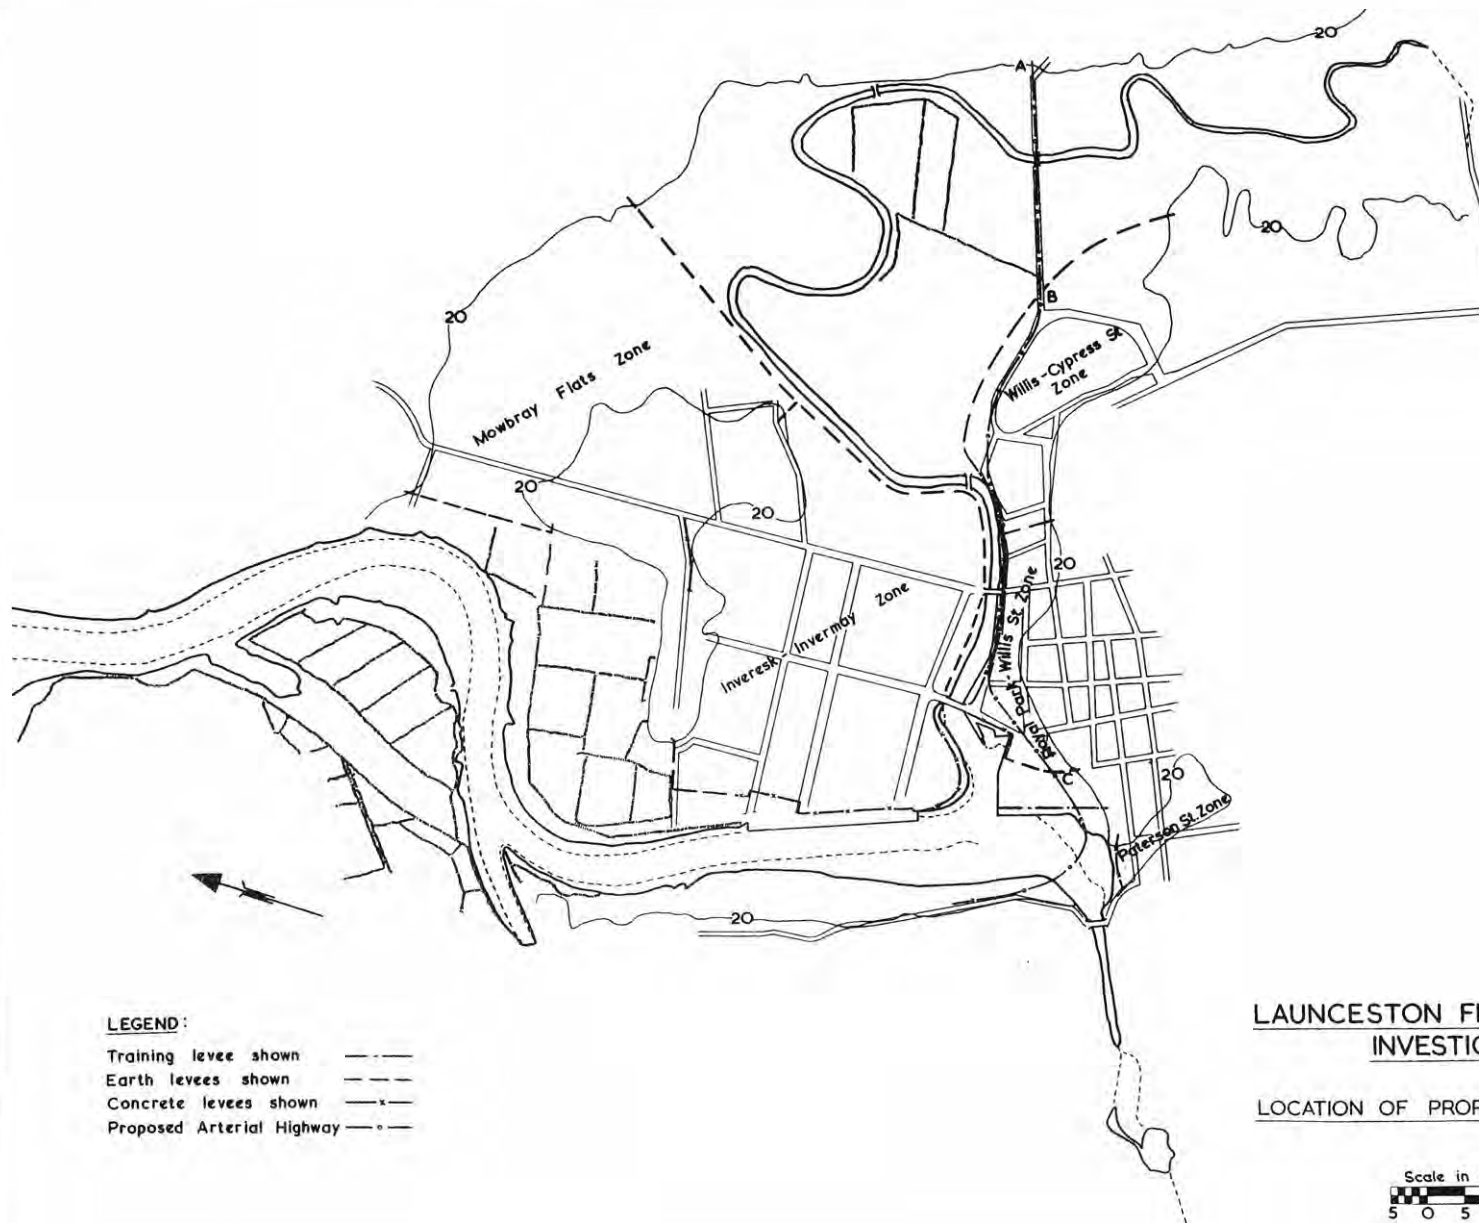 20
A
20
B
20
Willis-Cypress St
Zone
Mowbray Flats Zone
20
20
20
Inveresk - Invermay Zone
Royal Park - Willis St. Zone
C
20
Paterson St. Zone
20
LEGEND:
Training levee shown
Earth levees shown
Concrete levees shown
Proposed Arterial Highway
LAUNCESTON
LOCATION OF
Scale in
5 0 5